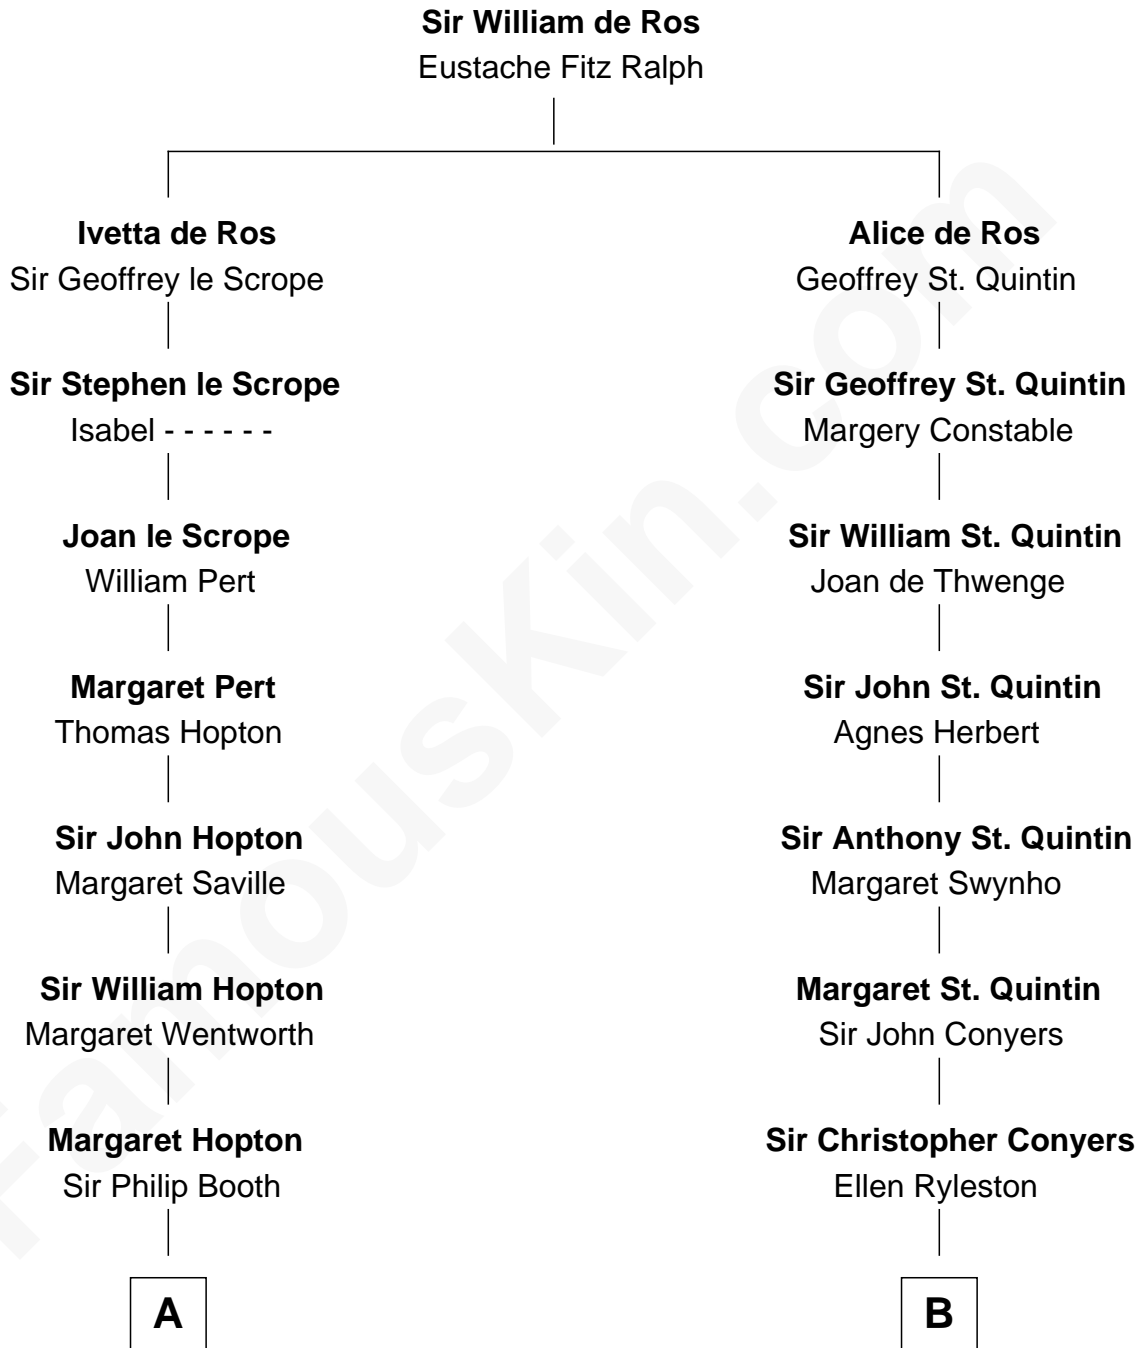 Sir William de Ros
Eustache Fitz Ralph
Ivetta de Ros
Sir Geoffrey le Scrope
Alice de Ros
Geoffrey St. Quintin
Sir Stephen le Scrope
Isabel - - - - - -
Sir Geoffrey St. Quintin
Margery Constable
Joan le Scrope
William Pert
Sir William St. Quintin
Joan de Thwenge
Margaret Pert
Thomas Hopton
Sir John St. Quintin
Agnes Herbert
Sir John Hopton
Margaret Saville
Sir Anthony St. Quintin
Margaret Swynho
Sir William Hopton
Margaret Wentworth
Margaret St. Quintin
Sir John Conyers
Margaret Hopton
Sir Philip Booth
Sir Christopher Conyers
Ellen Ryleston
A
B
FamousKin.com